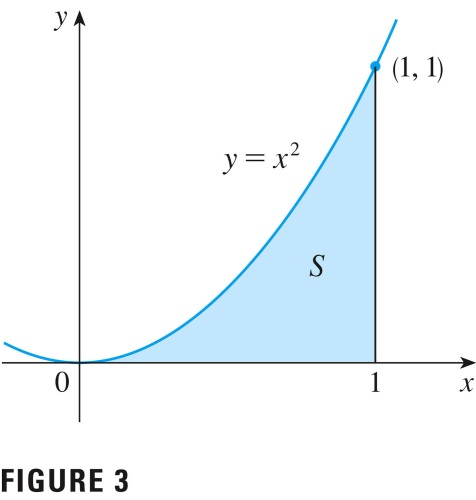 y
(1, 1)
y = x²
S
0
1
x
FIGURE 3